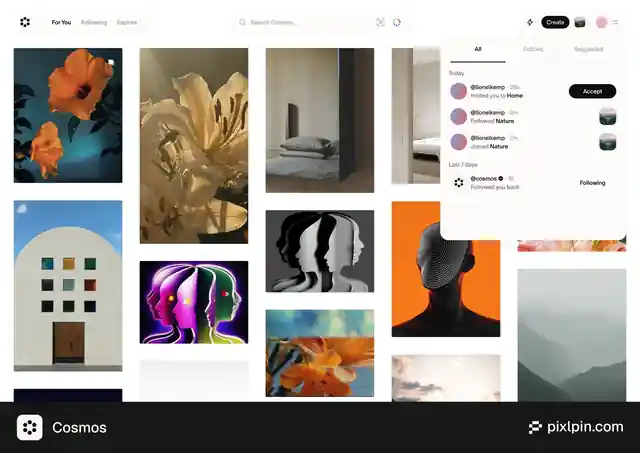 For You Following Explore
Search Cosmos...
Create
All Follows Suggested
Today
@lionelkemp
Invited you to Home
Accept
@lionelkemp
Followed Nature
@lionelkemp
Joined Nature
Last 7 days
@cosmos
Followed you back
Following
Cosmos
pixlpin.com